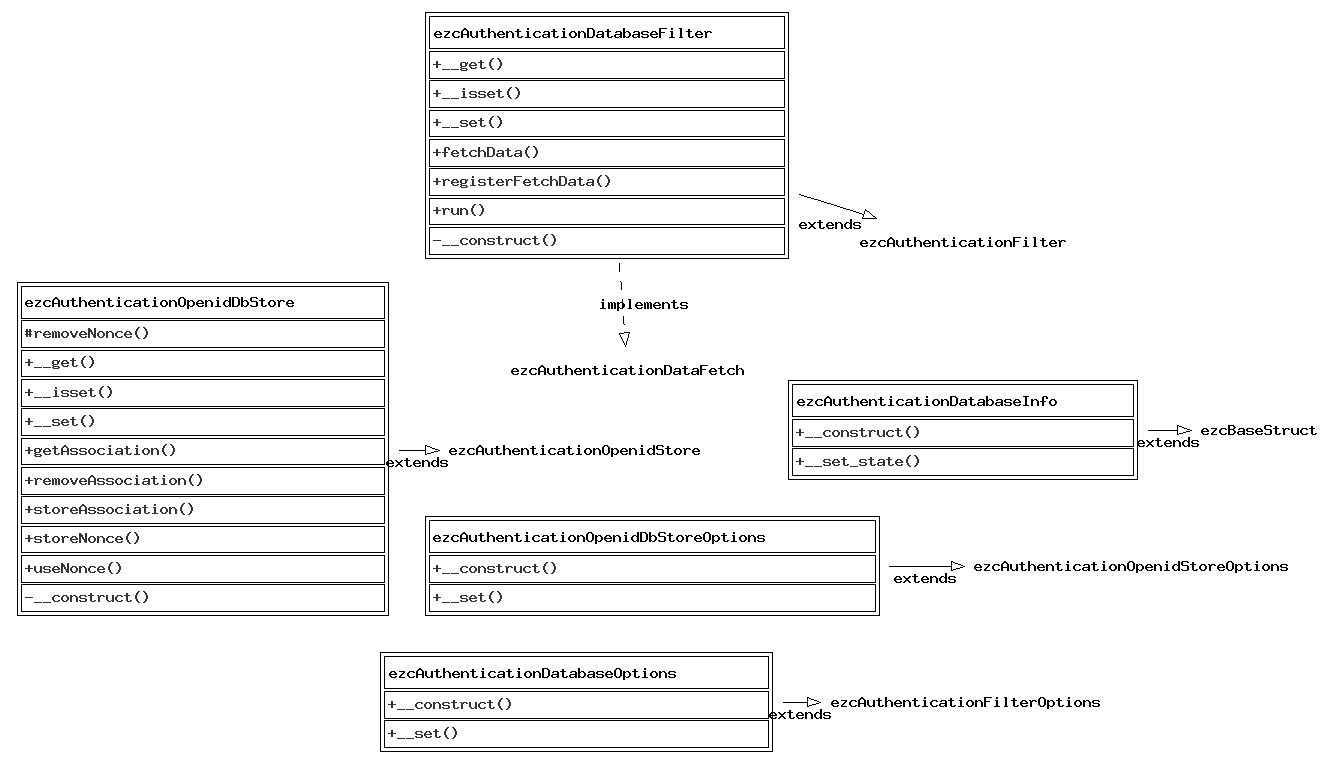 ezcAuthenticationDatabaseFilter
+__get()
+__isset()
+__set()
+fetchData()
+registerFetchData()
+run()
-__construct()
extends
ezcAuthenticationFilter
implements
ezcAuthenticationDataFetch
ezcAuthenticationOpenidDbStore
#removeNonce()
+__get()
+__isset()
+__set()
+getAssociation()
+removeAssociation()
+storeAssociation()
+storeNonce()
+useNonce()
-__construct()
extends
ezcAuthenticationOpenidStore
ezcAuthenticationDatabaseInfo
+__construct()
+__set_state()
extends
ezcBaseStruct
ezcAuthenticationOpenidDbStoreOptions
+__construct()
+__set()
extends
ezcAuthenticationOpenidStoreOptions
ezcAuthenticationDatabaseOptions
+__construct()
+__set()
extends
ezcAuthenticationFilterOptions